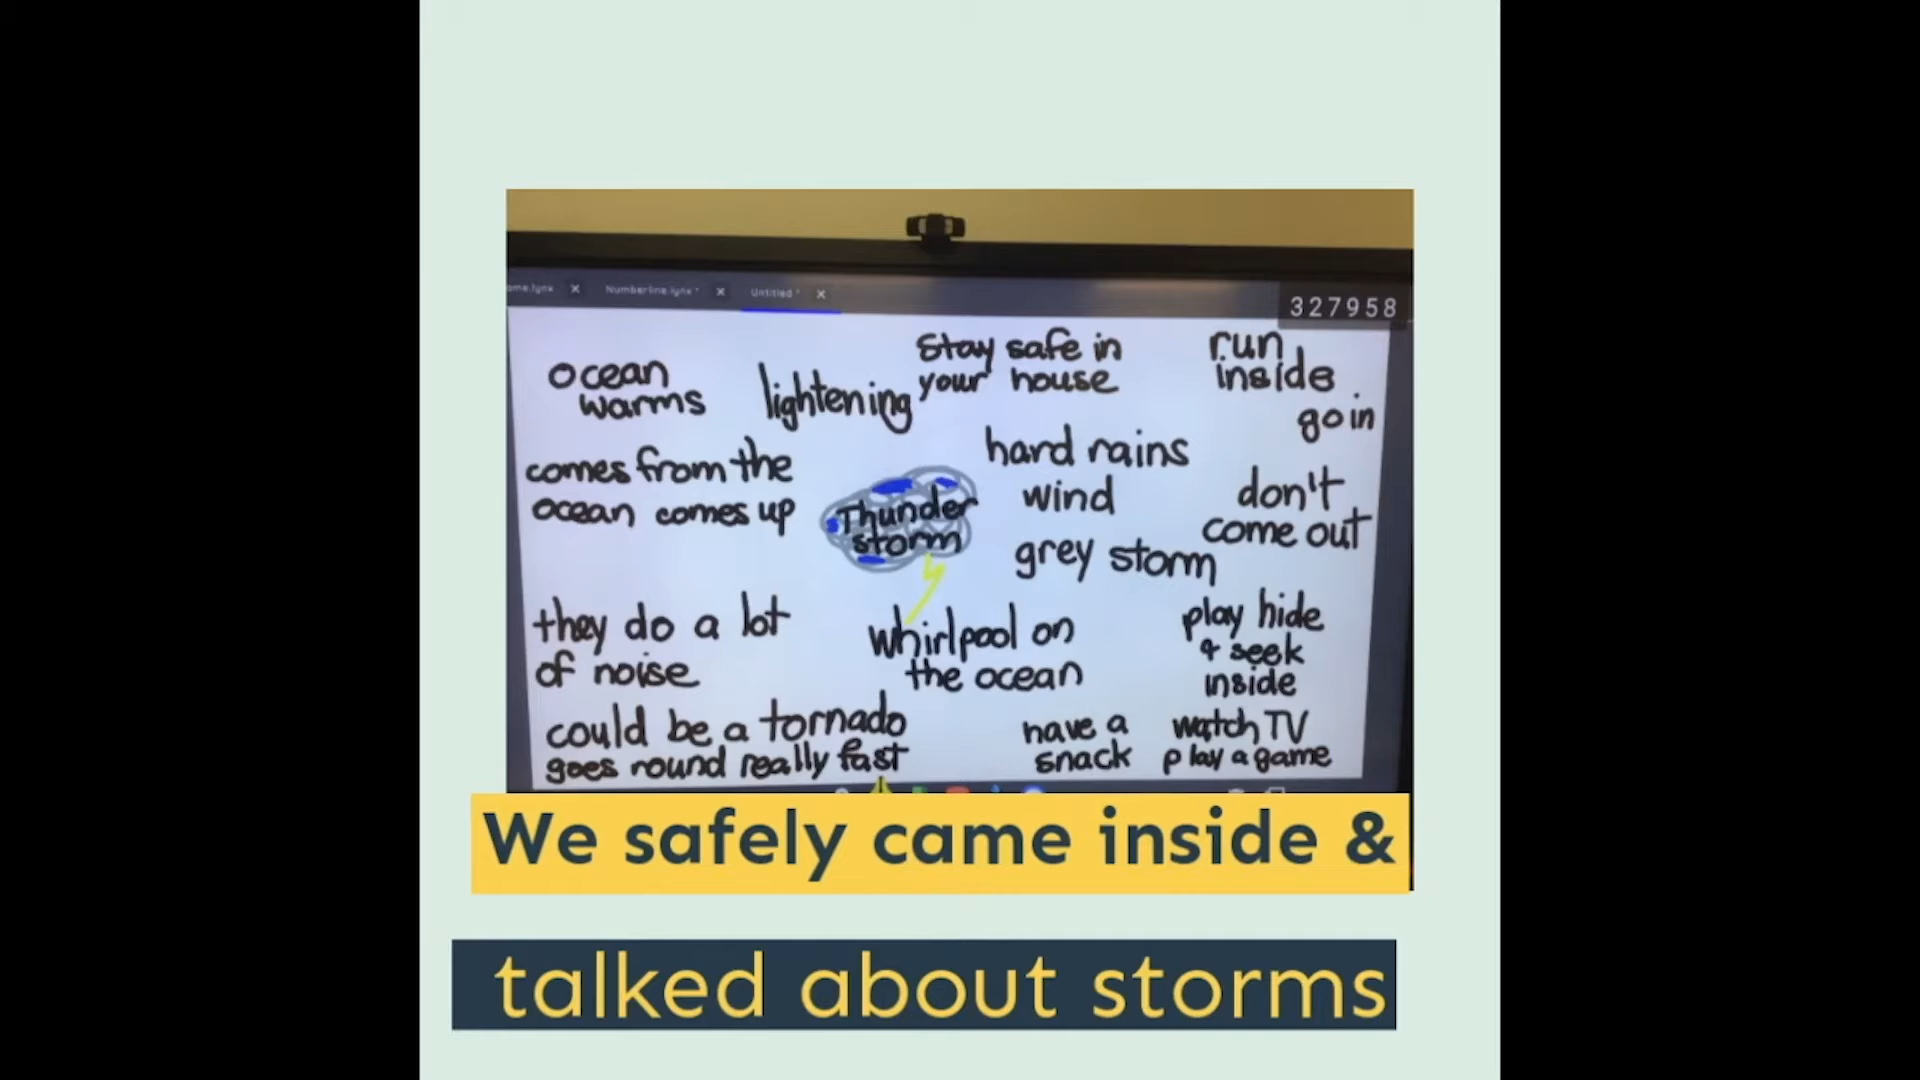 ome.lynx
Numberline.lynx *
Untitled *
327958
ocean
warms
lightening
Stay safe in
your house
run
inside
go in
comes from the
ocean comes up
Thunder
storm
hard rains
wind
grey storm
don't
come out
they do a lot
of noise
whirlpool on
the ocean
play hide
& seek
inside
could be a tornado
goes round really fast
have a
snack
watch TV
play a game
We safely came inside &
talked about storms